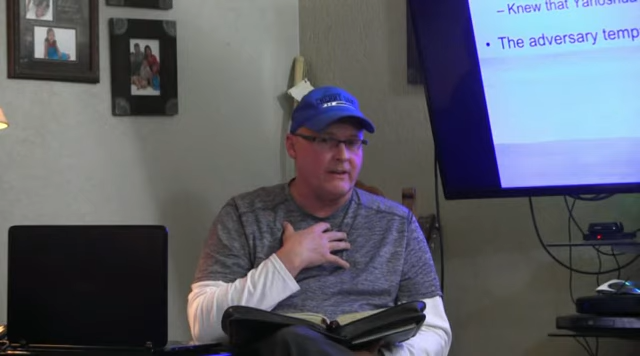 – Knew that Yahoshua
• The adversary temp